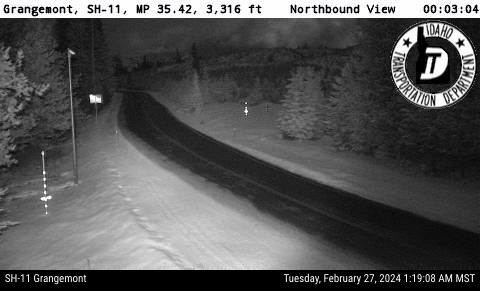 Grangemont, SH-11, MP 35.42, 3,316 ft Northbound View 00:03:04
IDAHO
TRANSPORTATION DEPARTMENT
SH-11 Grangemont Tuesday, February 27, 2024 1:19:08 AM MST